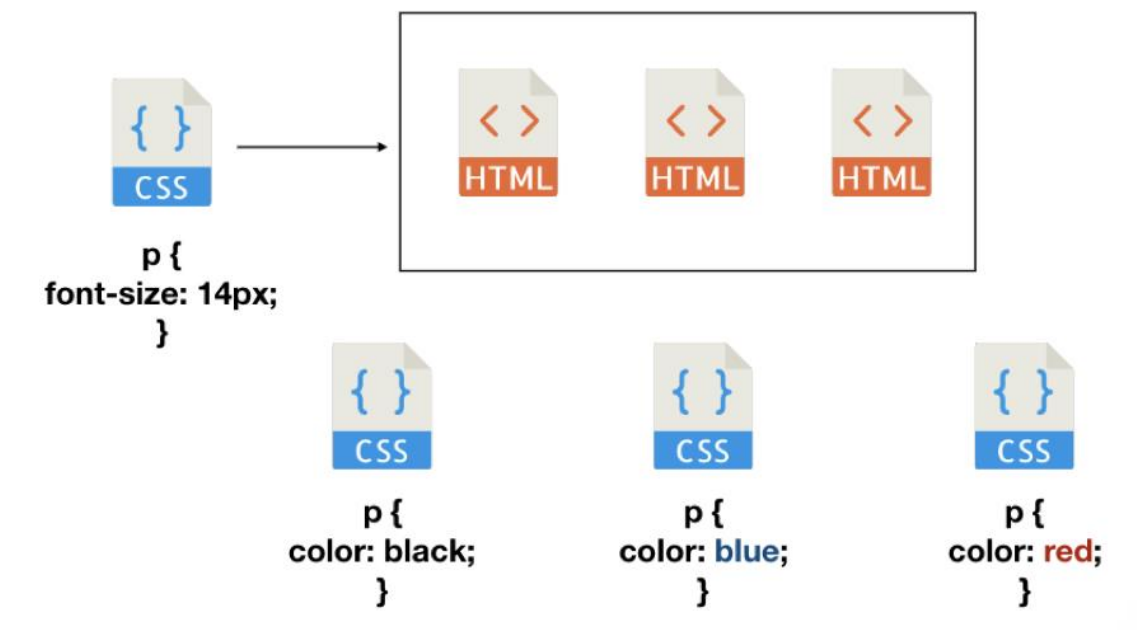 { }
CSS
p {
font-size: 14px;
}
< >
HTML
< >
HTML
< >
HTML
{ }
CSS
p {
color: black;
}
{ }
CSS
p {
color: blue;
}
{ }
CSS
p {
color: red;
}